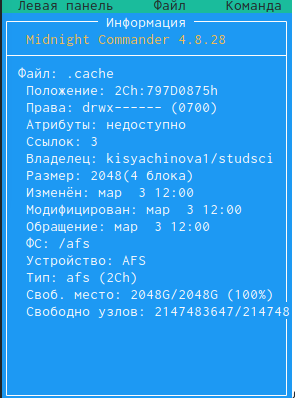 Левая панель Файл Команда
Информация
Midnight Commander 4.8.28
Файл: .cache
Положение: 2Ch:797D0875h
Права: drwx------ (0700)
Атрибуты: недоступно
Ссылок: 3
Владелец: kisyachinova1/studsci
Размер: 2048(4 блока)
Изменён: мар  3 12:00
Модифицирован: мар  3 12:00
Обращение: мар  3 12:00
ФС: /afs
Устройство: AFS
Тип: afs (2Ch)
Своб. место: 2048G/2048G (100%)
Свободно узлов: 2147483647/214748